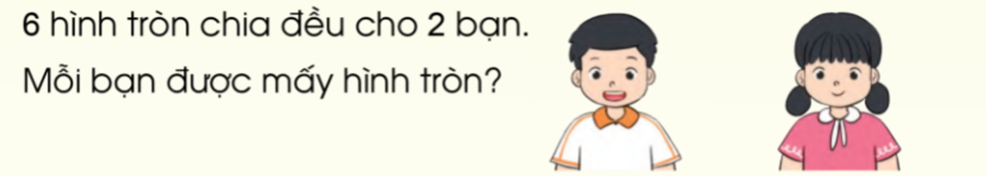 6 hình tròn chia đều cho 2 bạn.
Mỗi bạn được mấy hình tròn?